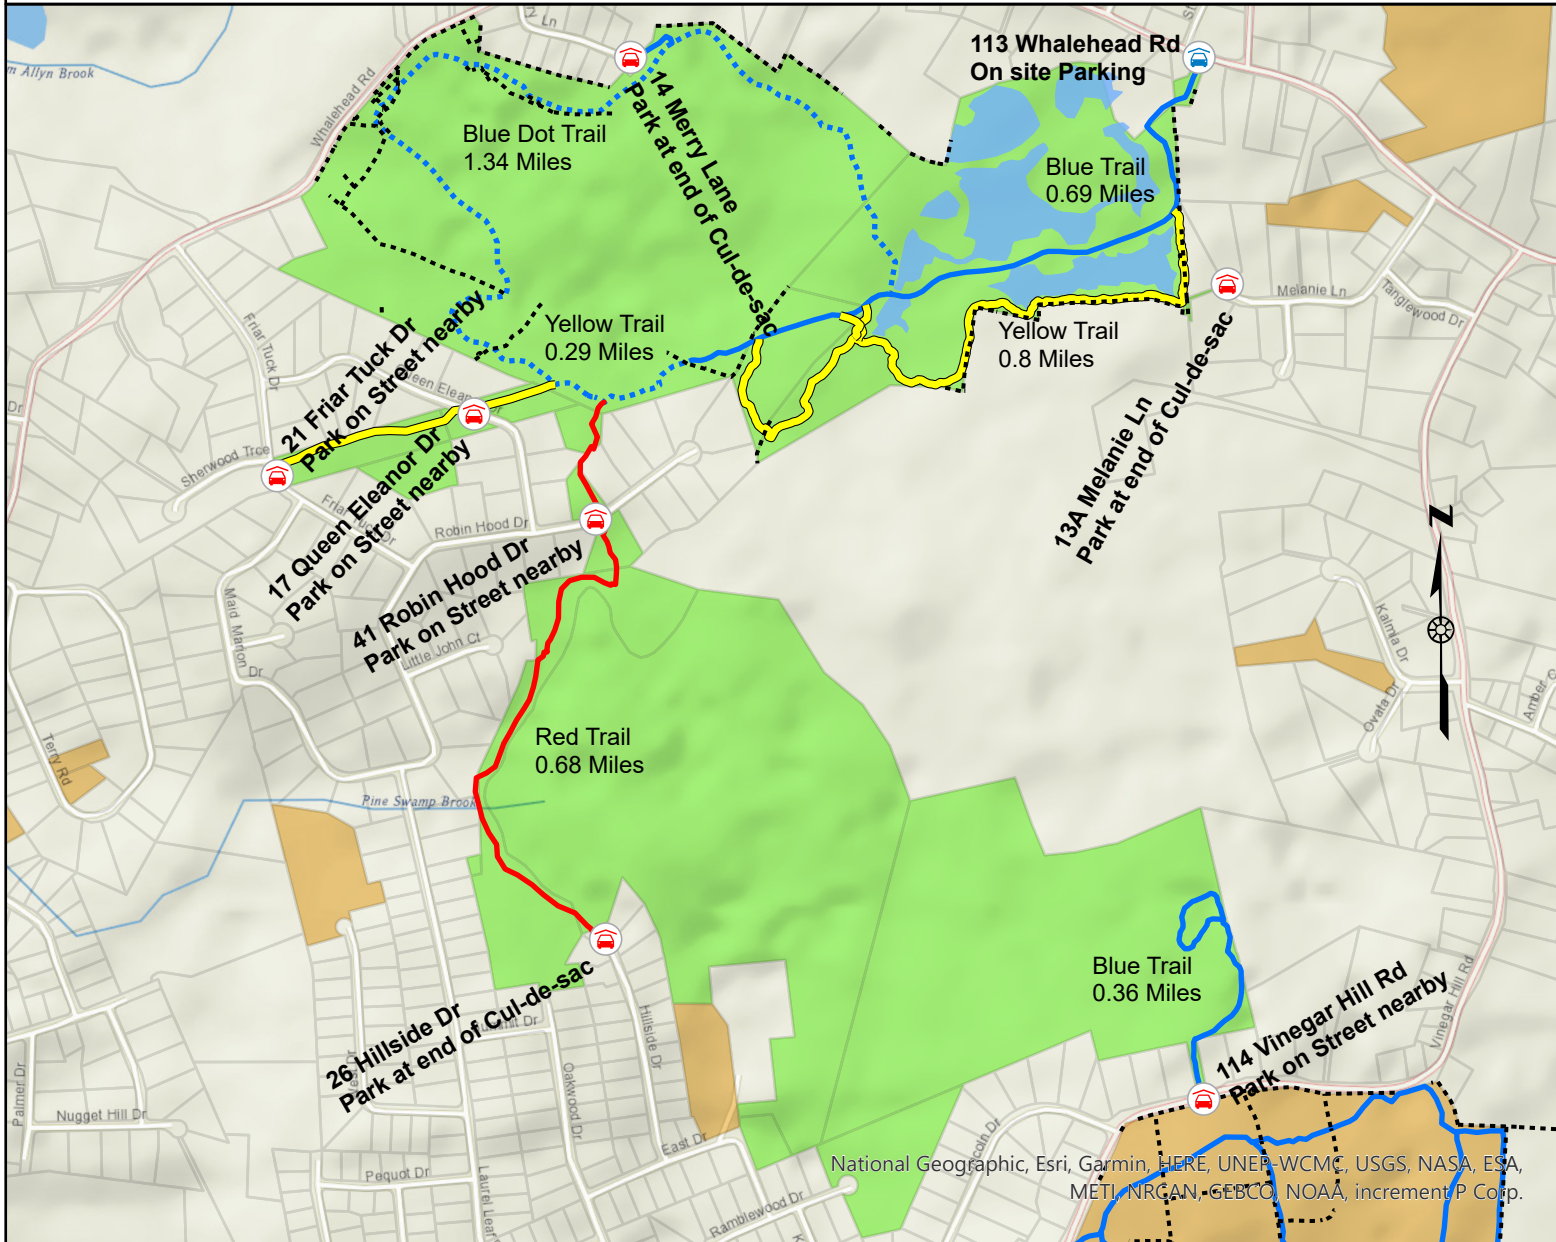 ry Ln
St
113 Whalehead Rd
On site Parking
m Allyn Brook
Whalehead Rd
14 Merry Lane
Park at end of Cul-de-sac
Blue Dot Trail
1.34 Miles
Blue Trail
0.69 Miles
Melanie Ln
Tanglewood Dr
Yellow Trail
0.29 Miles
Yellow Trail
0.8 Miles
Friar Tuck Dr
21 Friar Tuck Dr
Park on Street nearby
Dr
Sherwood Trce
17 Queen Eleanor Dr
Park on Street nearby
13A Melanie Ln
Park at end of Cul-de-sac
Robin Hood Dr
N
41 Robin Hood Dr
Park on Street nearby
Maid Marion Dr
Little John Ct
Kalmia Dr
Ovata Dr
Terry Rd
Red Trail
0.68 Miles
Pine Swamp Brook
Blue Trail
0.36 Miles
Vinegar Hill Rd
26 Hillside Dr
Park at end of Cul-de-sac
114 Vinegar Hill Rd
Park on Street nearby
Hillside Dr
Oakwood Dr
Palmer Dr
Nugget Hill Dr
East Dr
Pequot Dr
Laurel Leaf
Ramblewood Dr
National Geographic, Esri, Garmin, HERE, UNEP-WCMC, USGS, NASA, ESA,
METI, NRCAN, GEBCO, NOAA, increment P Corp.